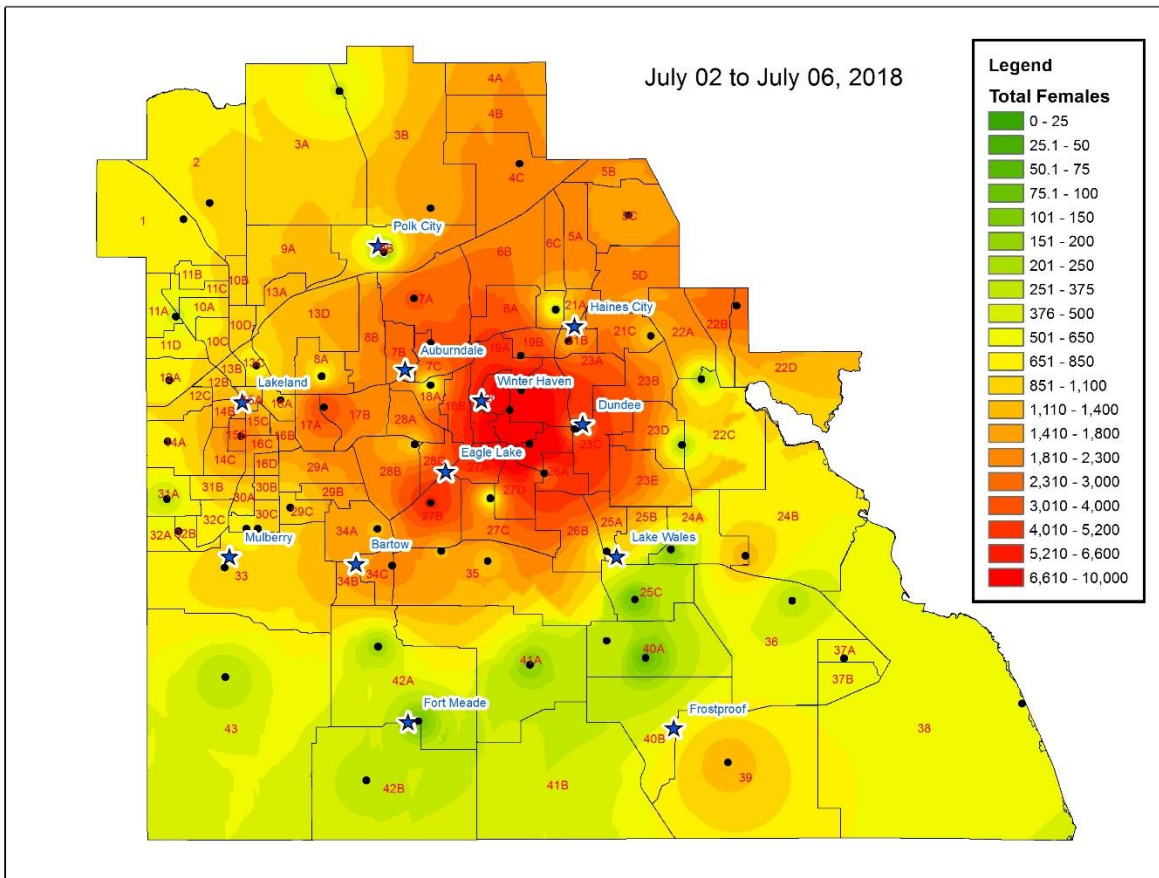 July 02 to July 06, 2018
Legend
Total Females
0 - 25
25.1 - 50
50.1 - 75
75.1 - 100
101 - 150
151 - 200
201 - 250
251 - 375
376 - 500
501 - 650
651 - 850
851 - 1,100
1,110 - 1,400
1,410 - 1,800
1,810 - 2,300
2,310 - 3,000
3,010 - 4,000
4,010 - 5,200
5,210 - 6,600
6,610 - 10,000
4A
4B
3B
3A
2
4C
5B
1
Polk City
6C
5A
6B
9A
5D
11B
10B
11C
13A
7A
21A
10A
11A
6A
Haines City
13D
10D
21C
22A
22B
11D
10C
8B
7B
19A
19B
23A
Auburndale
8A
7C
22D
13B
12B
Lakeland
18A
Winter Haven
23B
12C
14B
18B
15C
17A
17B
28A
Dundee
23D
22C
16B
16C
23C
14C
Eagle Lake
16D
29A
28B
28C
27A
26A
31A
31B
30B
29B
27D
23E
30A
32C
30C
29C
27B
27C
26B
25A
25B
24A
24B
32A
34A
Mulberry
Bartow
Lake Wales
33
34B
34C
35
25C
36
37A
40A
41A
42A
37B
Fort Meade
Frostproof
43
40B
38
39
42B
41B